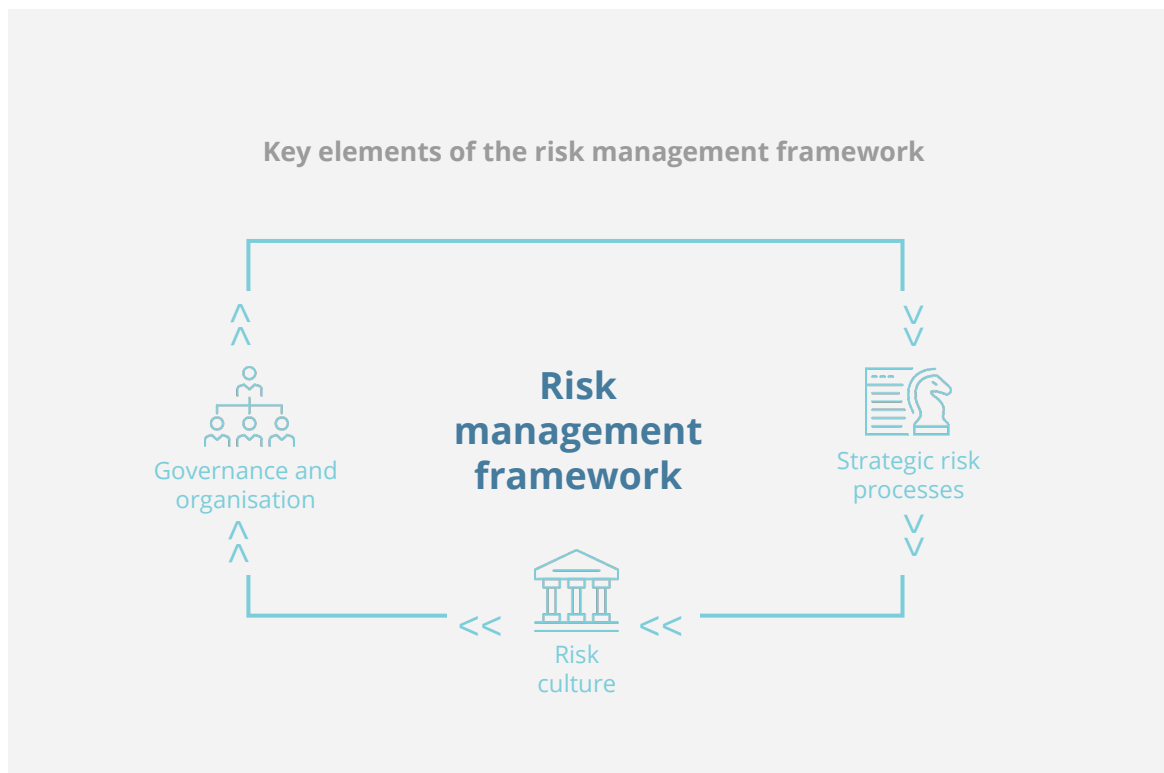 Key elements of the risk management framework
Risk
management
framework
Governance and
organisation
Strategic risk
processes
Risk
culture